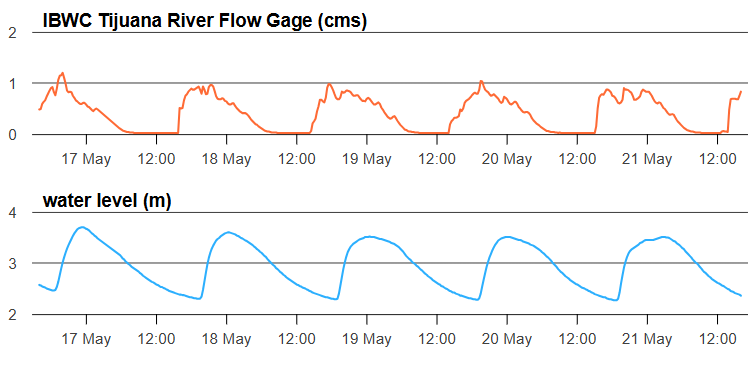 IBWC Tijuana River Flow Gage (cms)
2
1
0
17 May 12:00 18 May 12:00 19 May 12:00 20 May 12:00 21 May 12:00
water level (m)
4
3
2
17 May 12:00 18 May 12:00 19 May 12:00 20 May 12:00 21 May 12:00